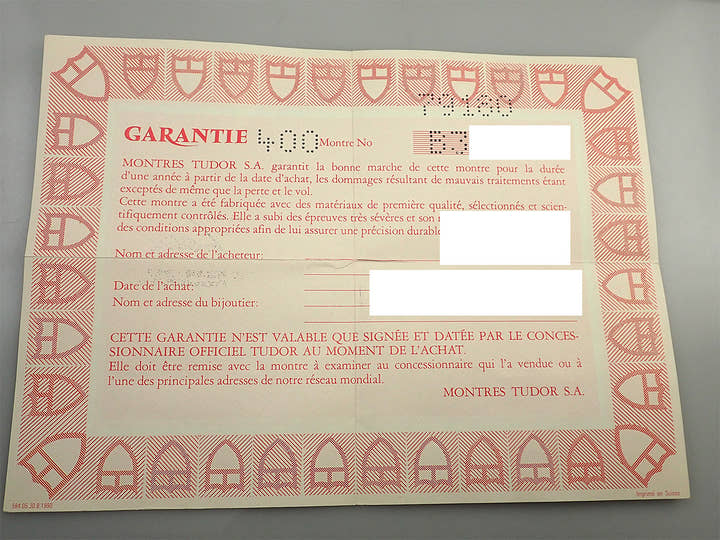 79160
GARANTIE 400 Montre No B3
MONTRES TUDOR S.A. garantit la bonne marche de cette montre pour la durée
d'une année à partir de la date d'achat, les dommages résultant de mauvais traitements étant
exceptés de même que la perte et le vol.
Cette montre a été fabriquée avec des matériaux de première qualité, sélectionnés et scien-
tifiquement contrôlés. Elle a subi des épreuves très sévères et son
des conditions appropriées afin de lui assurer une précision durable
Nom et adresse de l'acheteur:
Date de l'achat:
Nom et adresse du bijoutier:
CETTE GARANTIE N'EST VALABLE QUE SIGNÉE ET DATÉE PAR LE CONCES-
SIONNAIRE OFFICIEL TUDOR AU MOMENT DE L'ACHAT.
Elle doit être remise avec la montre à examiner au concessionnaire qui l'a vendue ou à
l'une des principales adresses de notre réseau mondial.
MONTRES TUDOR S.A.
564.05.30.8.1990
Imprimé en Suisse